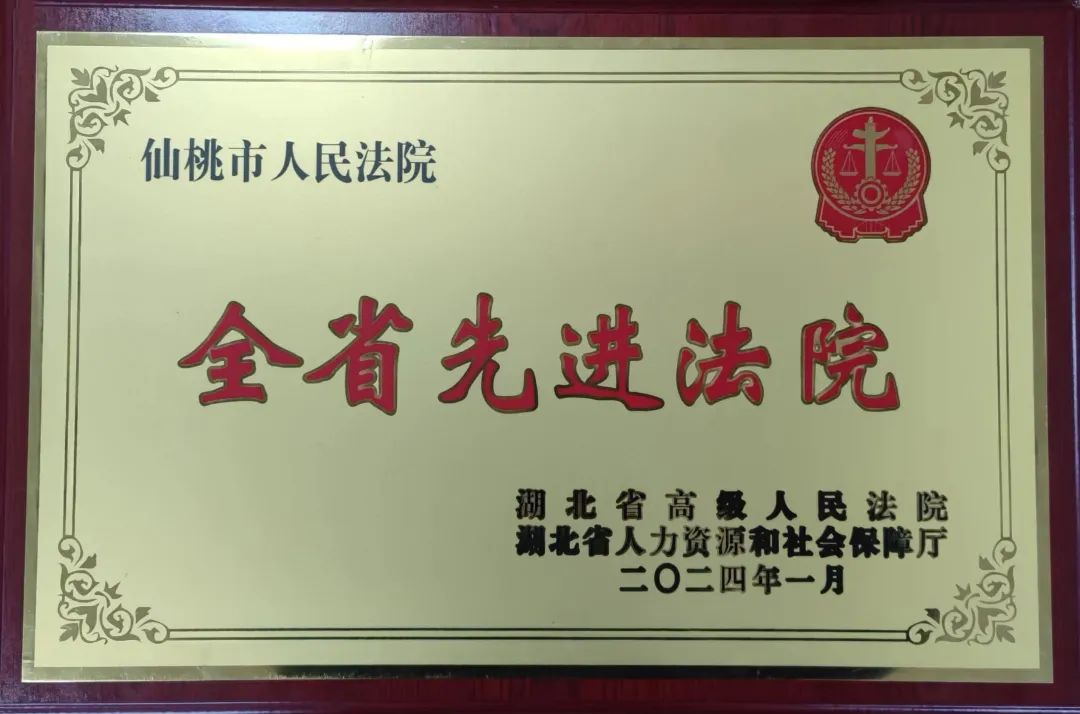 仙桃市人民法院
全省先进法院
湖北省高级人民法院
湖北省人力资源和社会保障厅
二〇二四年一月